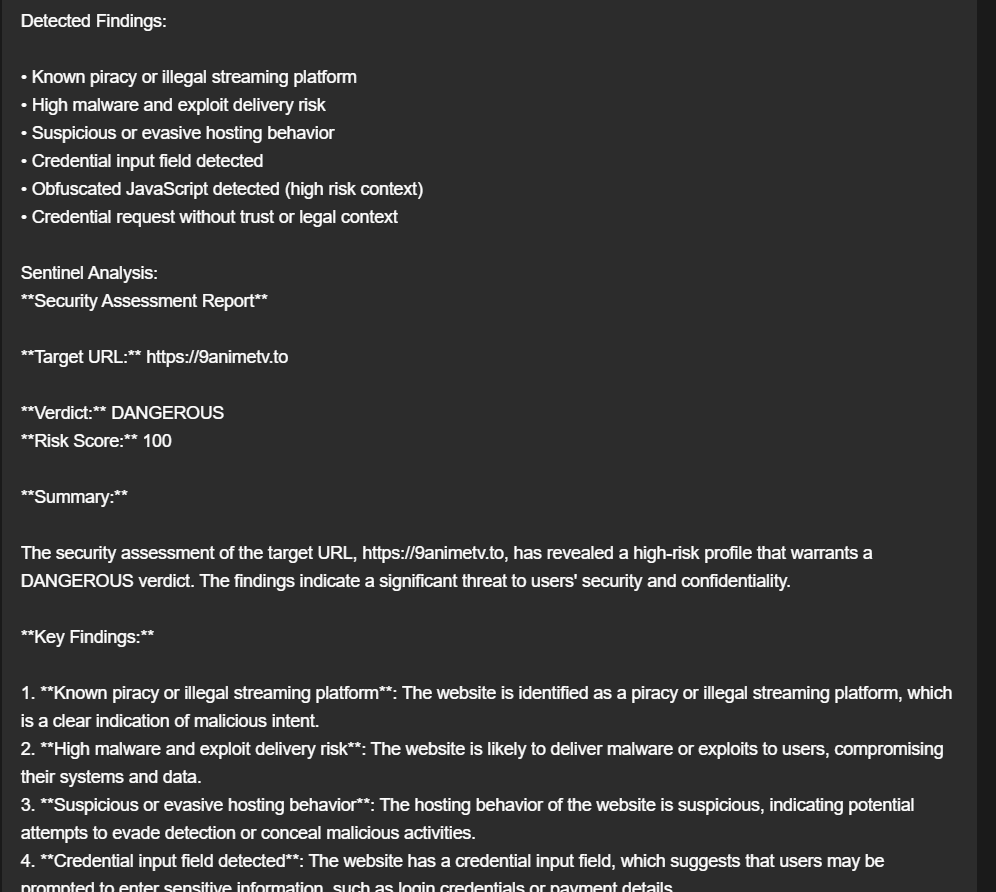 Detected Findings:
• Known piracy or illegal streaming platform
• High malware and exploit delivery risk
• Suspicious or evasive hosting behavior
• Credential input field detected
• Obfuscated JavaScript detected (high risk context)
• Credential request without trust or legal context
Sentinel Analysis:
**Security Assessment Report**
**Target URL:** https://9animetv.to
**Verdict:** DANGEROUS
**Risk Score:** 100
**Summary:**
The security assessment of the target URL, https://9animetv.to, has revealed a high-risk profile that warrants a
DANGEROUS verdict. The findings indicate a significant threat to users' security and confidentiality.
**Key Findings:**
1. **Known piracy or illegal streaming platform**: The website is identified as a piracy or illegal streaming platform, which
is a clear indication of malicious intent.
2. **High malware and exploit delivery risk**: The website is likely to deliver malware or exploits to users, compromising
their systems and data.
3. **Suspicious or evasive hosting behavior**: The hosting behavior of the website is suspicious, indicating potential
attempts to evade detection or conceal malicious activities.
4. **Credential input field detected**: The website has a credential input field, which suggests that users may be
prompted to enter sensitive information, such as login credentials or payment details.